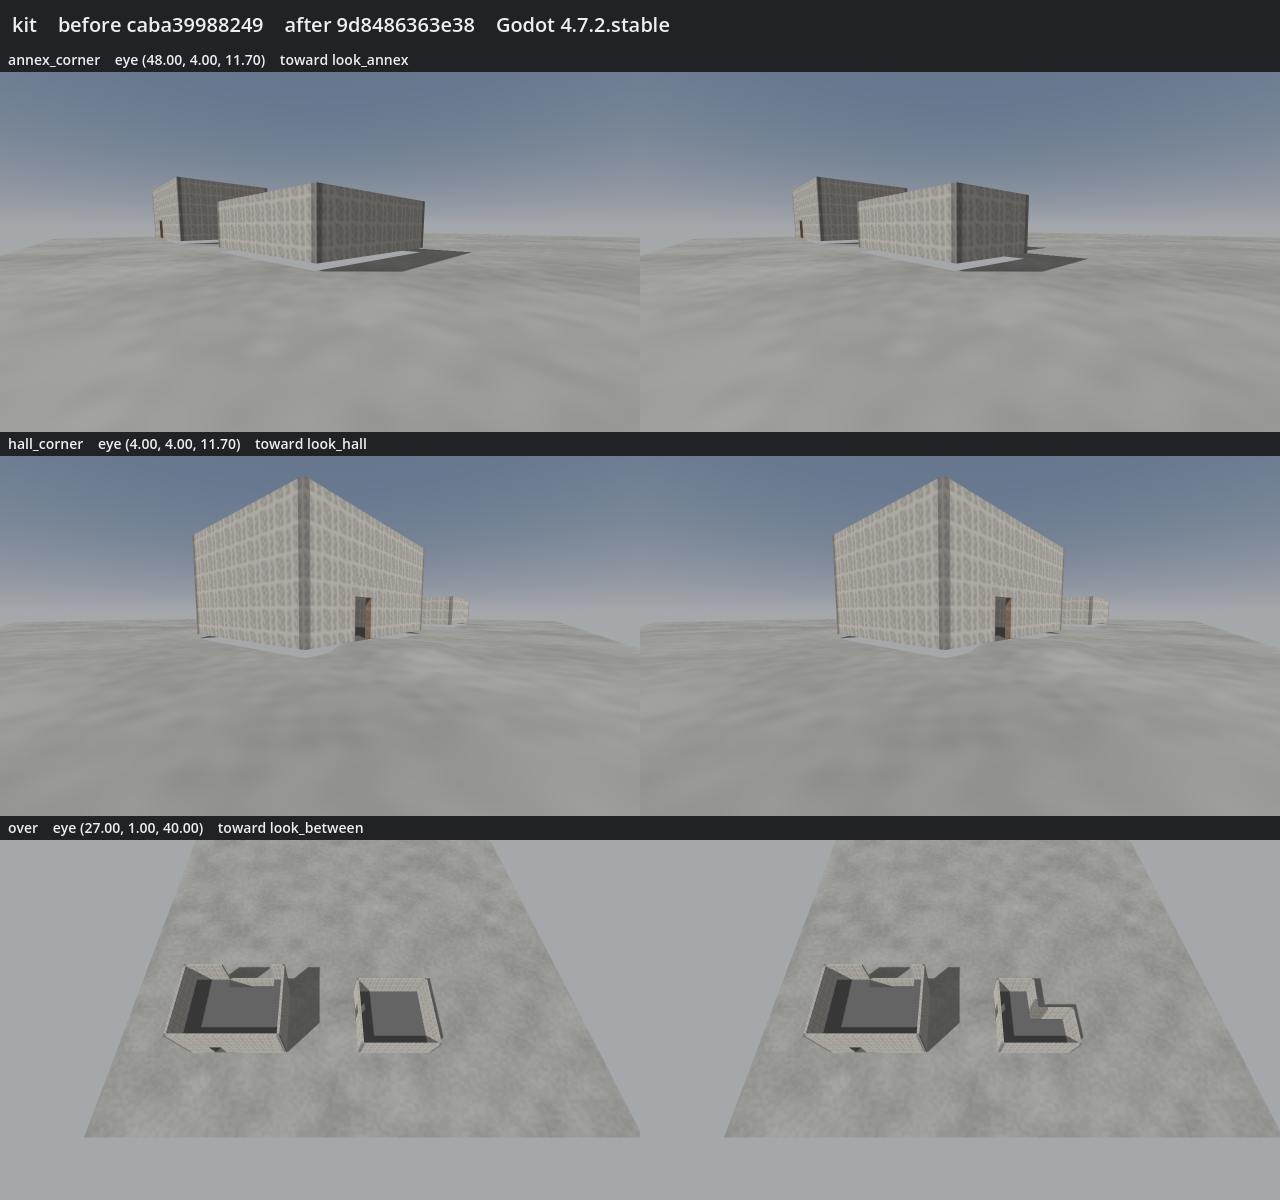 kit before caba39988249 after 9d8486363e38 Godot 4.7.2.stable
annex_corner eye (48.00, 4.00, 11.70) toward look_annex
hall_corner eye (4.00, 4.00, 11.70) toward look_hall
over eye (27.00, 1.00, 40.00) toward look_between